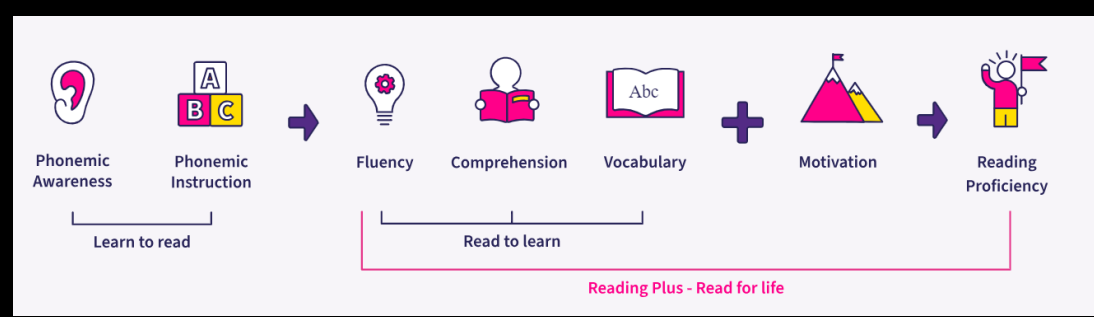 A
B C
Abc
Phonemic
Awareness
Phonemic
Instruction
Fluency
Comprehension
Vocabulary
Motivation
Reading
Proficiency
Learn to read
Read to learn
Reading Plus - Read for life